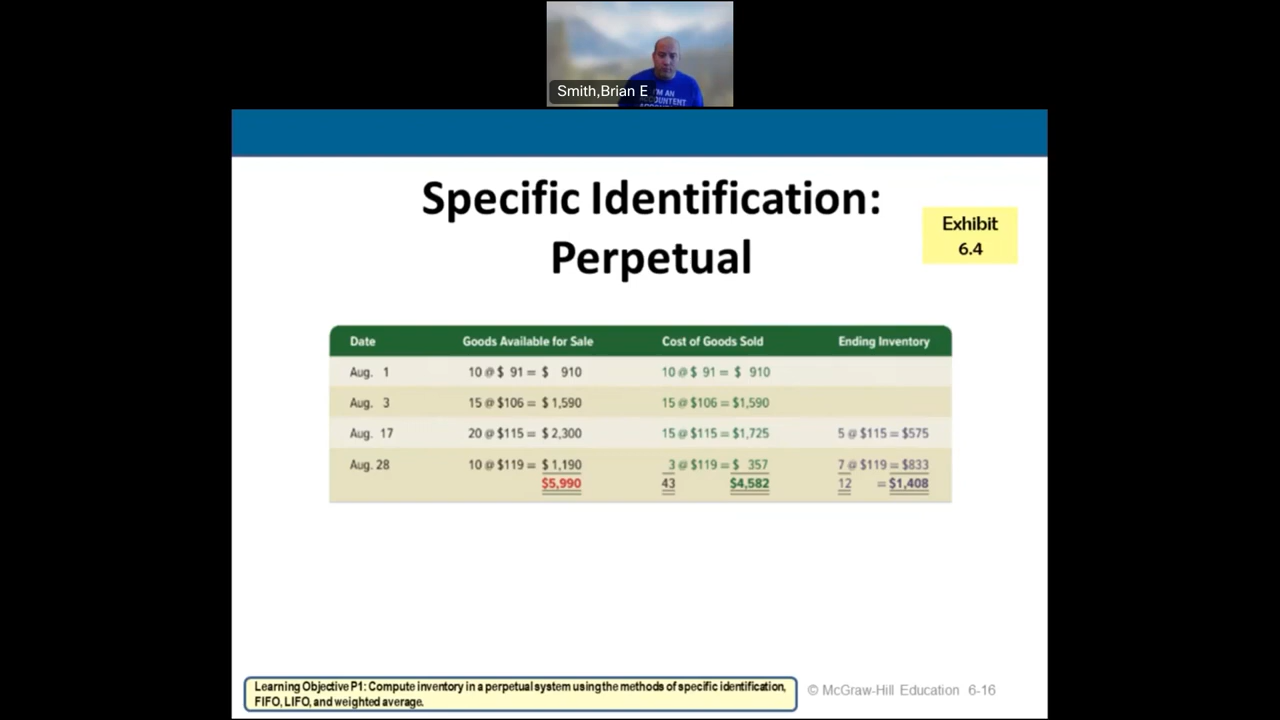 Smith,Brian E
I'M AN
ACCOUNTENT
Specific Identification:
Perpetual
Exhibit
6.4
Date Goods Available for Sale Cost of Goods Sold Ending Inventory
Aug. 1 10 @ $ 91 = $ 910 10 @ $ 91 = $ 910
Aug. 3 15 @ $106 = $ 1,590 15 @ $106 = $1,590
Aug. 17 20 @ $115 = $ 2,300 15 @ $115 = $1,725 5 @ $115 = $575
Aug. 28 10 @ $119 = $ 1,190 3 @ $119 = $ 357 7 @ $119 = $833
$5,990 43 $4,582 12 = $1,408
Learning Objective P1: Compute inventory in a perpetual system using the methods of specific identification,
FIFO, LIFO, and weighted average.
© McGraw-Hill Education 6-16